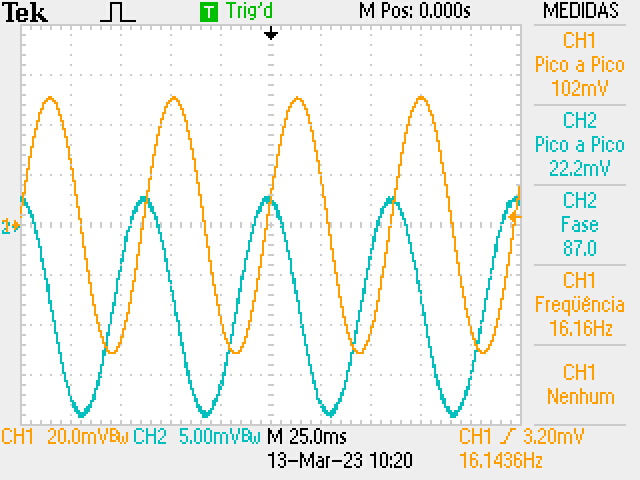 Tek T Trig'd M Pos: 0.000s MEDIDAS
CH1
Pico a Pico
102mV
CH2
Pico a Pico
22.2mV
CH2
Fase
87.0
CH1
Freqüência
16.16Hz
CH1
Nenhum
2
CH1 20.0mVBw CH2 5.00mVBw M 25.0ms CH1 / 3.20mV
13-Mar-23 10:20 16.1436Hz